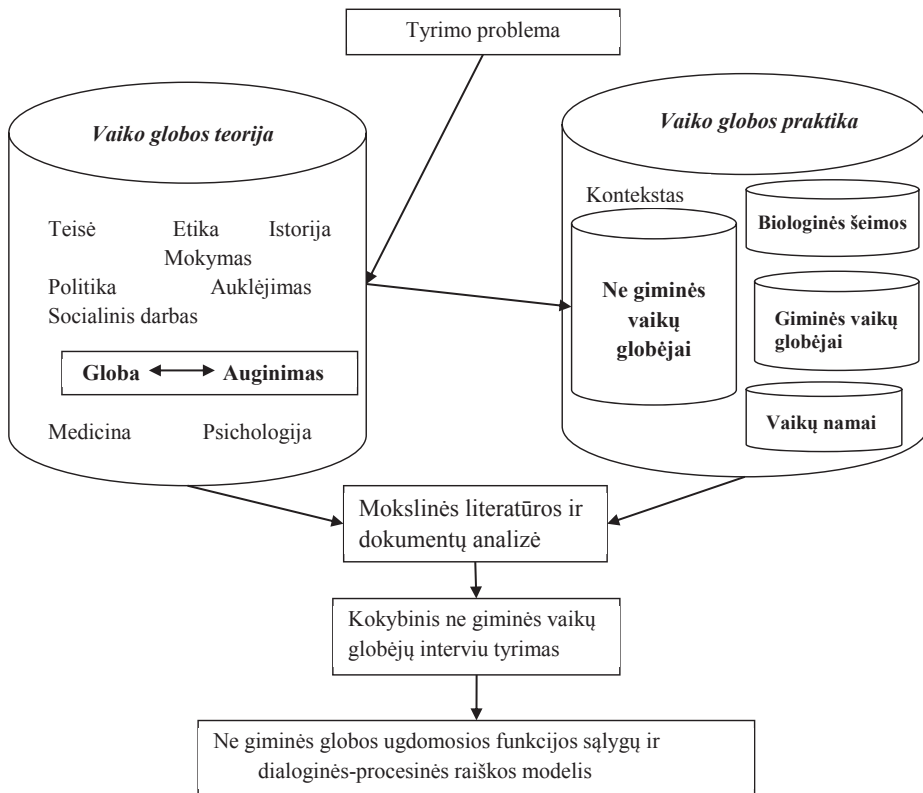 Tyrimo problema
Vaiko globos teorija
Teisė Etika Istorija
Mokymas
Politika Auklėjimas
Socialinis darbas
Globa Auginimas
Medicina Psichologija
Vaiko globos praktika
Kontekstas
Ne giminės
vaikų
globėjai
Biologinės šeimos
Giminės vaikų
globėjai
Vaikų namai
Mokslinės literatūros ir
dokumentų analizė
Kokybinis ne giminės vaikų
globėjų interviu tyrimas
Ne giminės globos ugdomosios funkcijos sąlygų ir
dialoginės-procesinės raiškos modelis